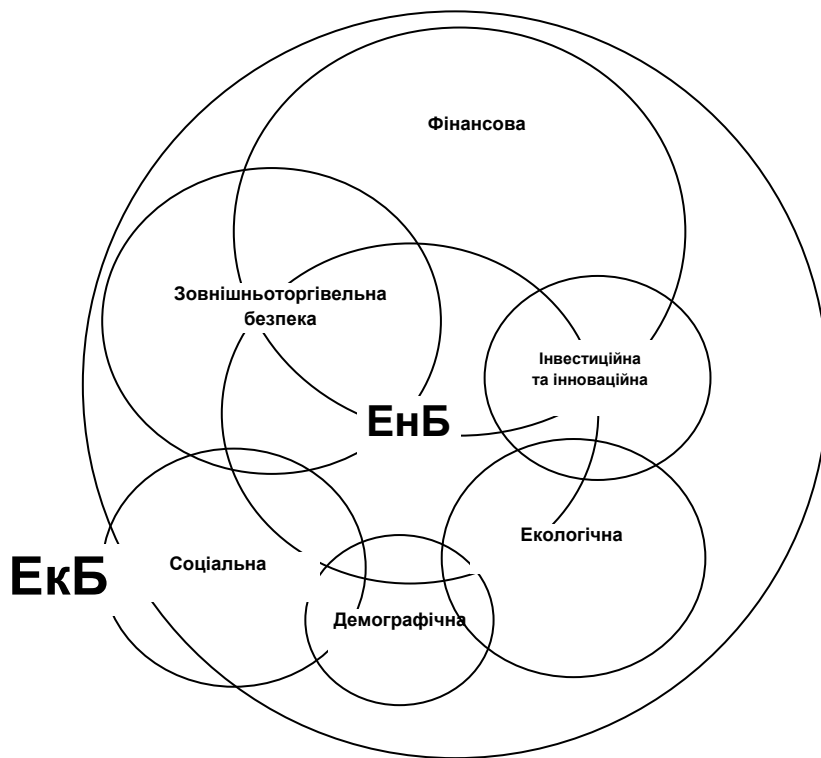 Фінансова
Зовнішньоторгівельна
безпека
Інвестиційна
та інноваційна
ЕнБ
Екологічна
Соціальна
ЕкБ
Демографічна